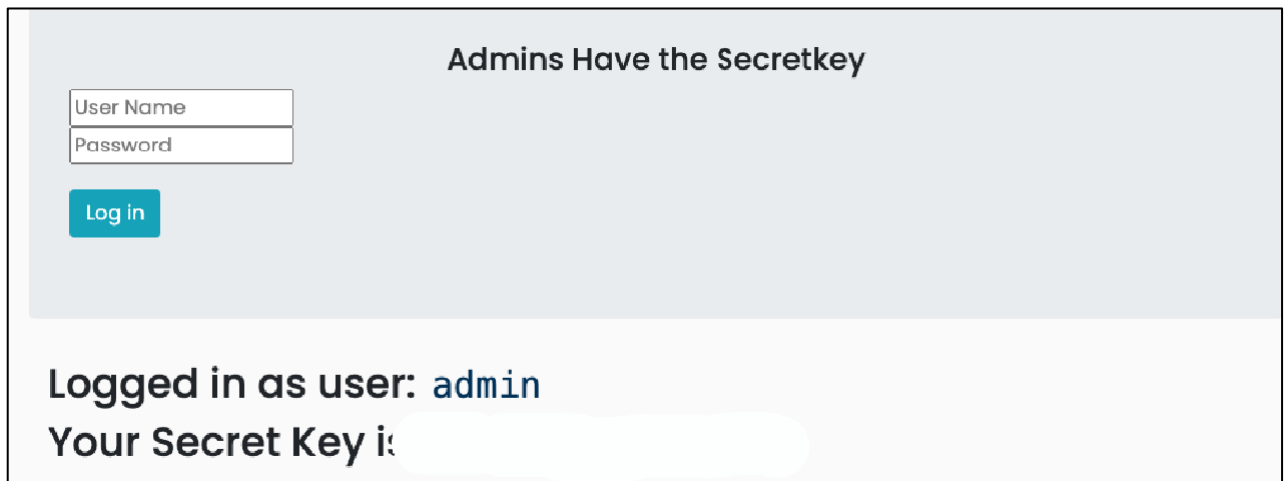 Admins Have the Secretkey
User Name
Password
Log in
Logged in as user: admin
Your Secret Key is